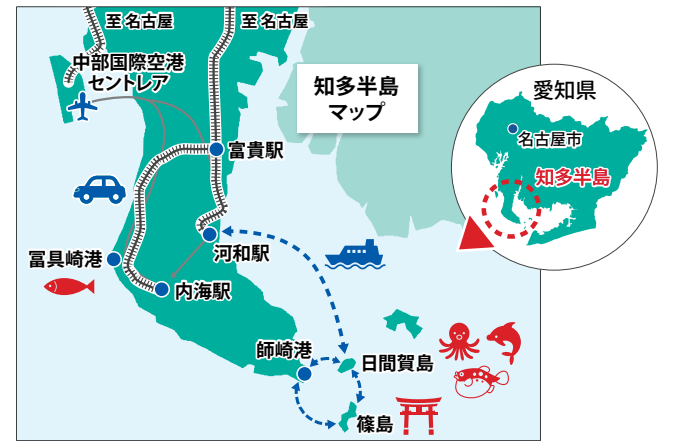 至名古屋
至名古屋
中部国際空港
セントレア
知多半島
マップ
愛知県
名古屋市
知多半島
富貴駅
河和駅
冨具崎港
内海駅
師崎港
日間賀島
篠島